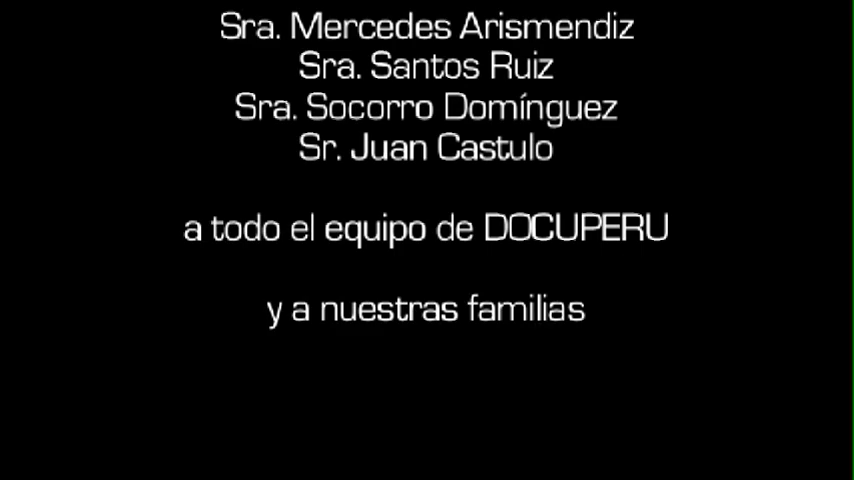 Sra. Mercedes Arismendiz
Sra. Santos Ruiz
Sra. Socorro Domínguez
Sr. Juan Castulo
a todo el equipo de DOCUPERU
y a nuestras familias